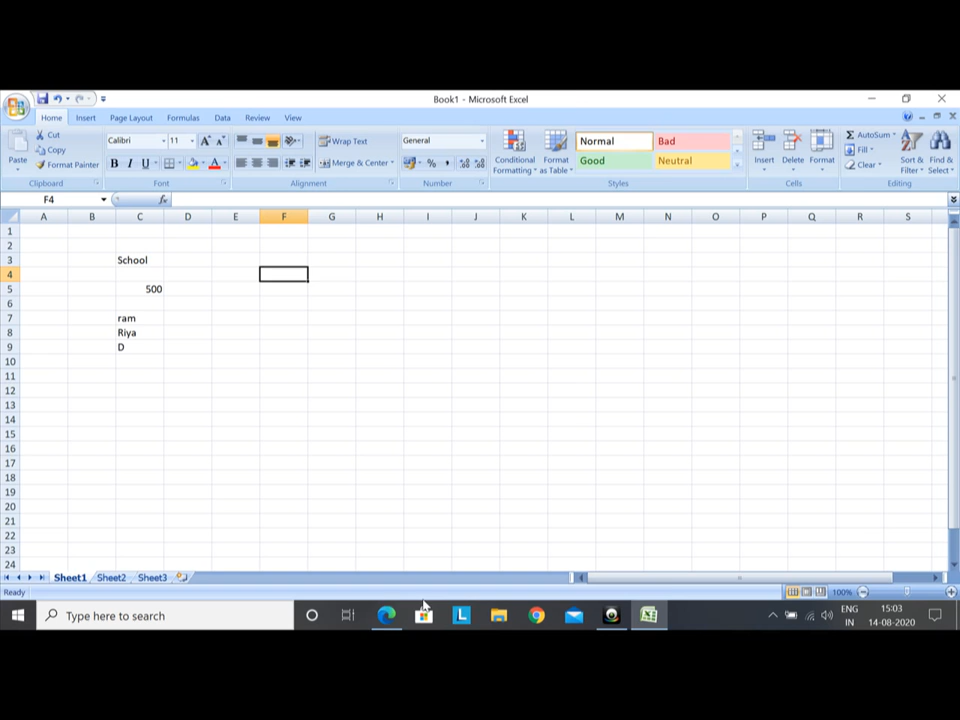 Book1 - Microsoft Excel
Home Insert Page Layout Formulas Data Review View
Paste Cut Copy Format Painter
Calibri 11
B I U
Wrap Text
Merge & Center
General
%
Conditional Formatting Format as Table
Normal Bad
Good Neutral
Insert Delete Format
Σ AutoSum
Fill
Clear
Sort & Filter Find & Select
Clipboard Font Alignment Number Styles Cells Editing
F4 fx
A B C D E F G H I J K L M N O P Q R S
1
2
3 School
4
5 500
6
7 ram
8 Riya
9 D
10
11
12
13
14
15
16
17
18
19
20
21
22
23
24
Sheet1 Sheet2 Sheet3
Ready 100%
Type here to search L ENG 15:03
IN 14-08-2020